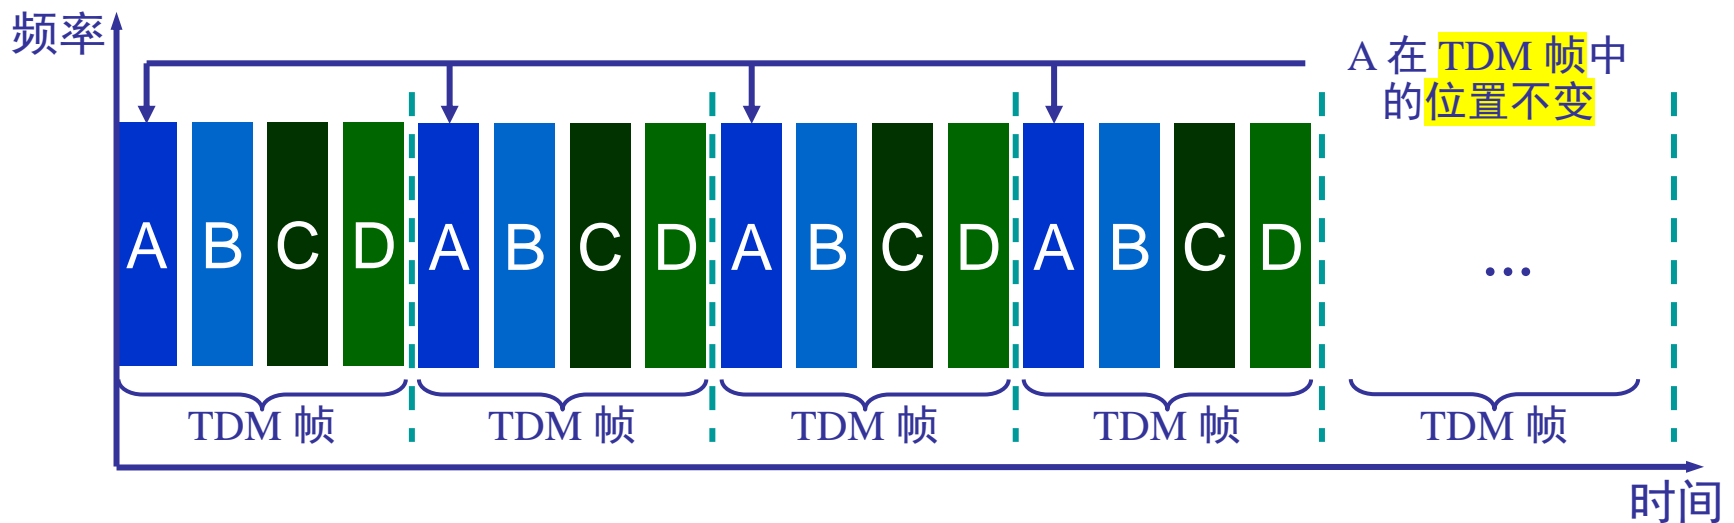 频率
A 在 TDM 帧中
的位置不变
A B C D A B C D A B C D A B C D ...
TDM 帧 TDM 帧 TDM 帧 TDM 帧 TDM 帧
时间